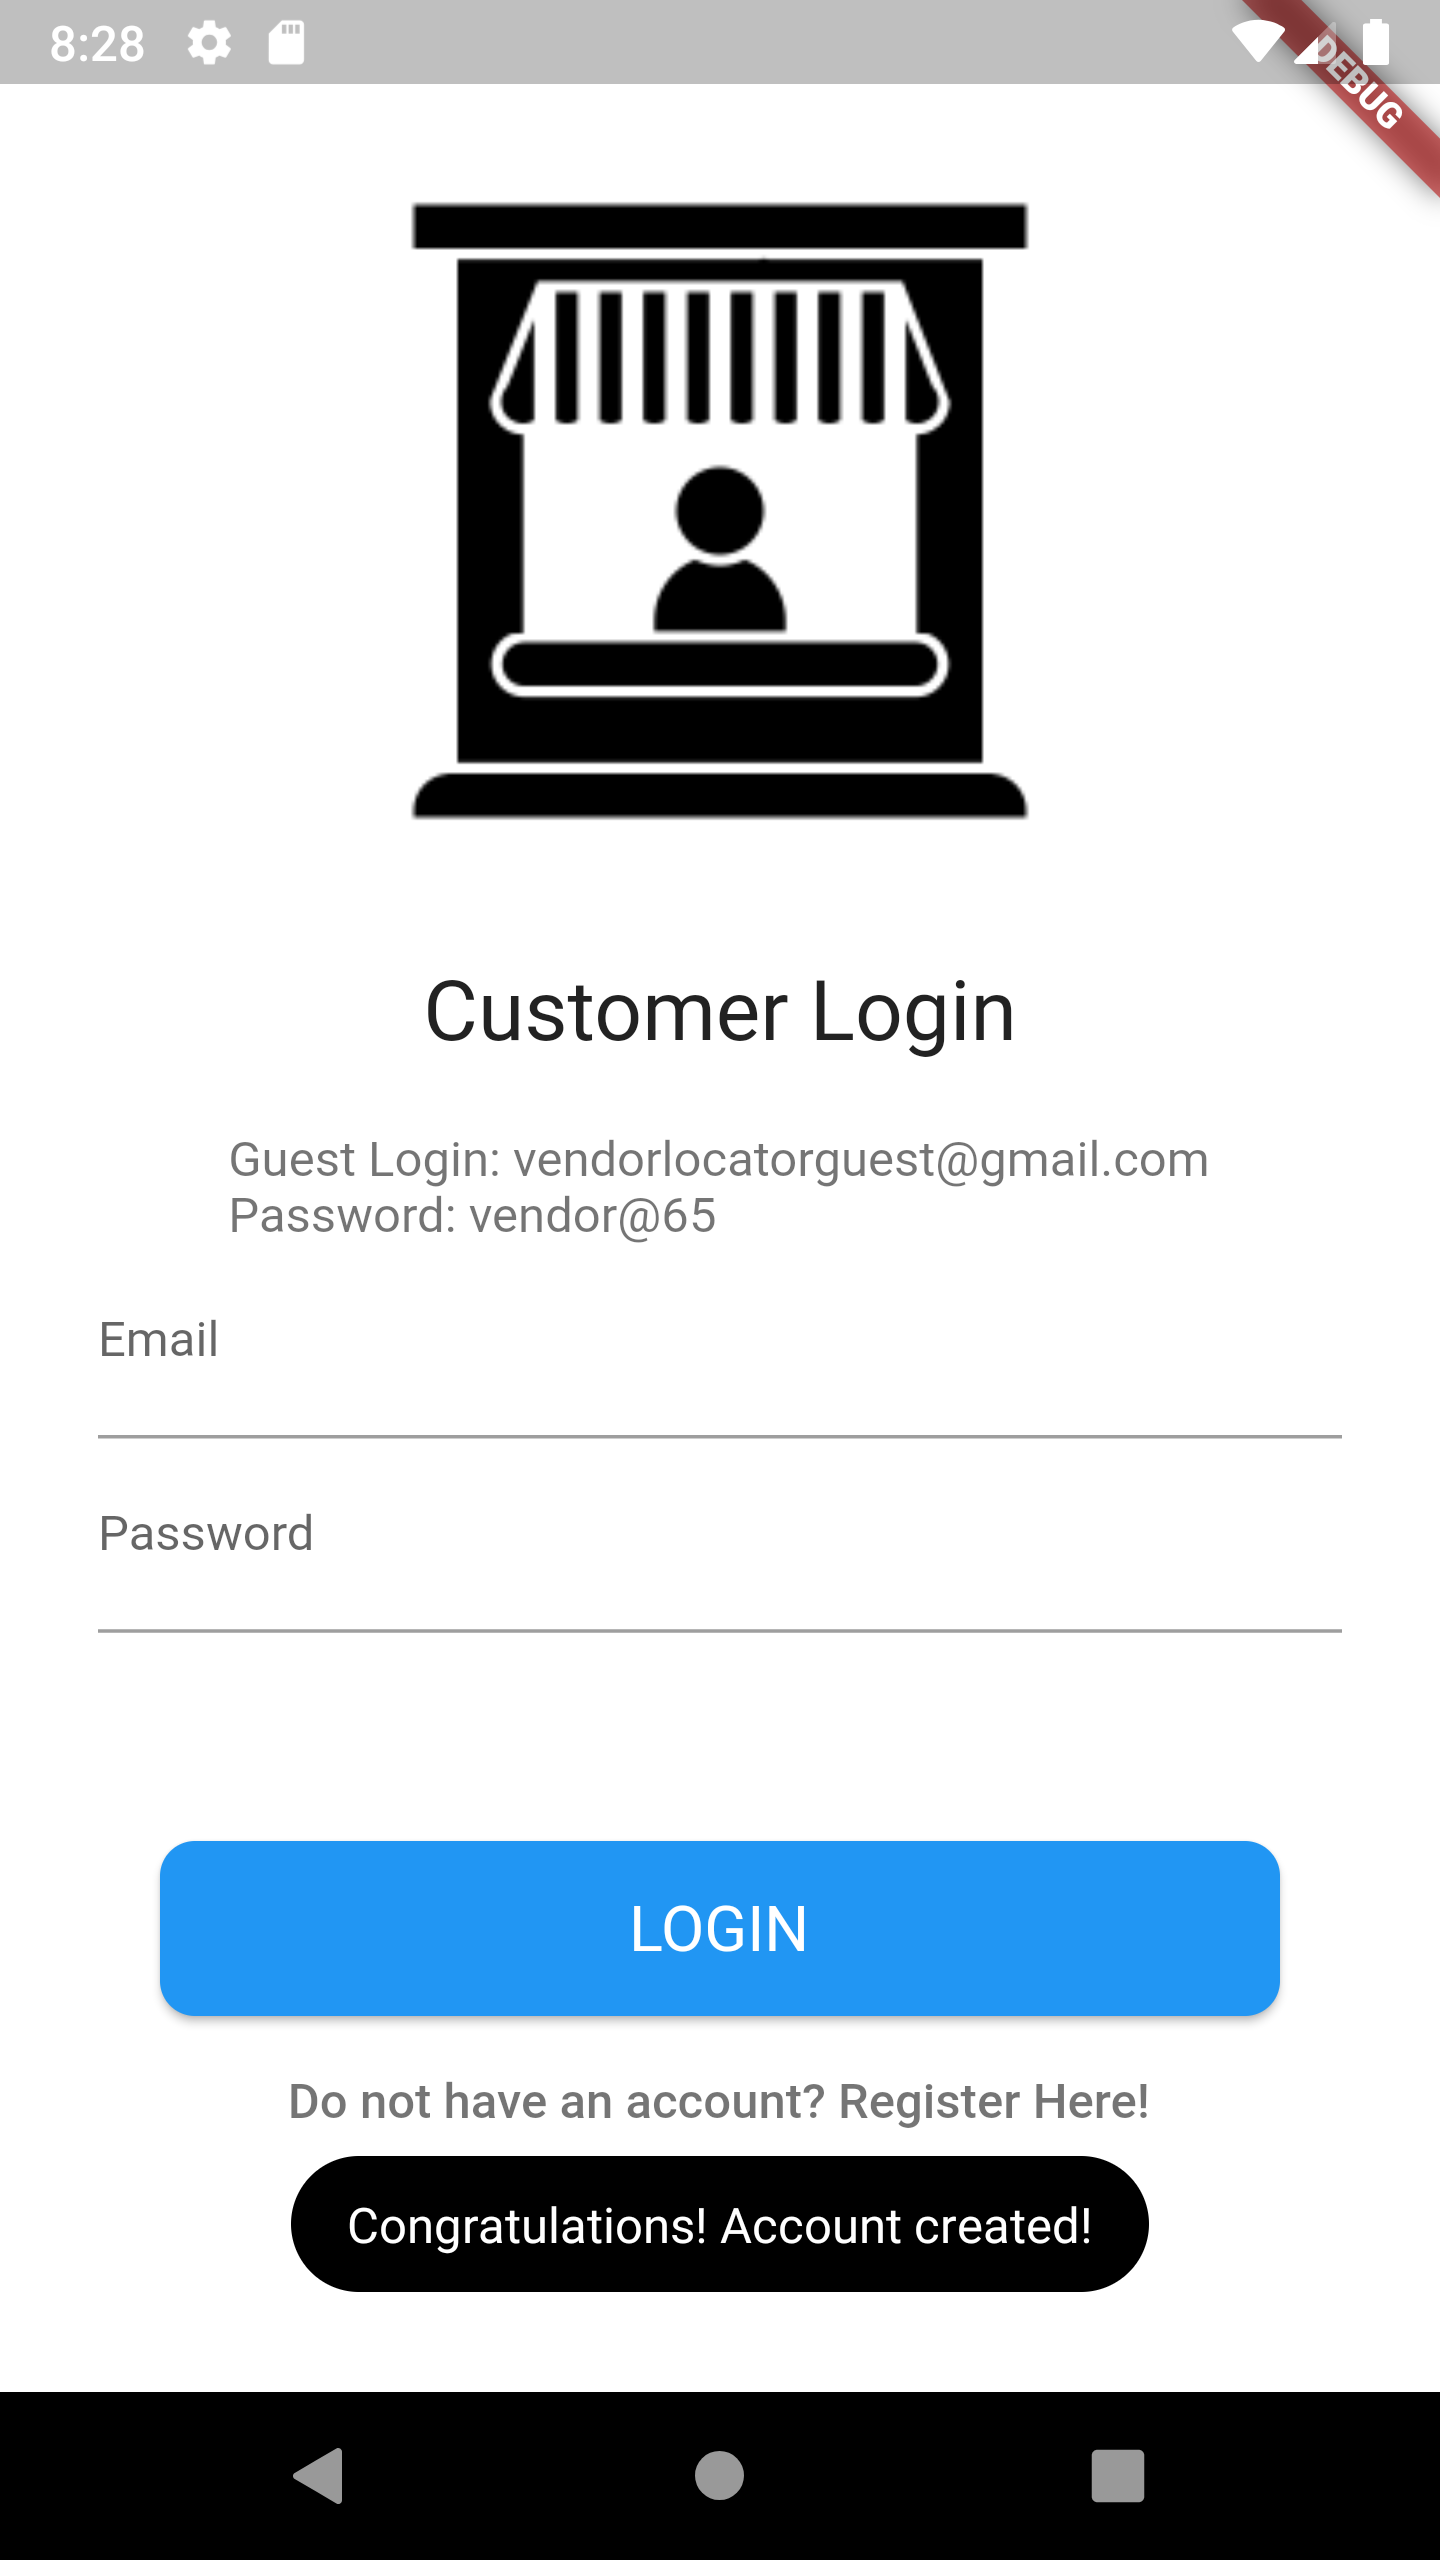 8:28
DEBUG
Customer Login
Guest Login: vendorlocatorguest@gmail.com
Password: vendor@65
Email
Password
LOGIN
Do not have an account? Register Here!
Congratulations! Account created!